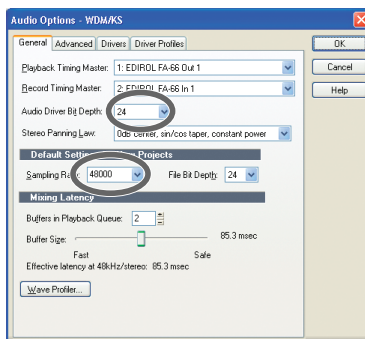 Audio Options - WDM/KS
General Advanced Drivers Driver Profiles
OK
Cancel
Help
Playback Timing Master: 1: EDIROL FA-66 Out 1
Record Timing Master: 2: EDIROL FA-66 In 1
Audio Driver Bit Depth: 24
Stereo Panning Law: 0dB center, sin/cos taper, constant power
Default Settings Projects
Sampling Rate: 48000 File Bit Depth: 24
Mixing Latency
Buffers in Playback Queue: 2
Buffer Size: 85.3 msec
Fast Safe
Effective latency at 48kHz/stereo: 85.3 msec
Wave Profiler...